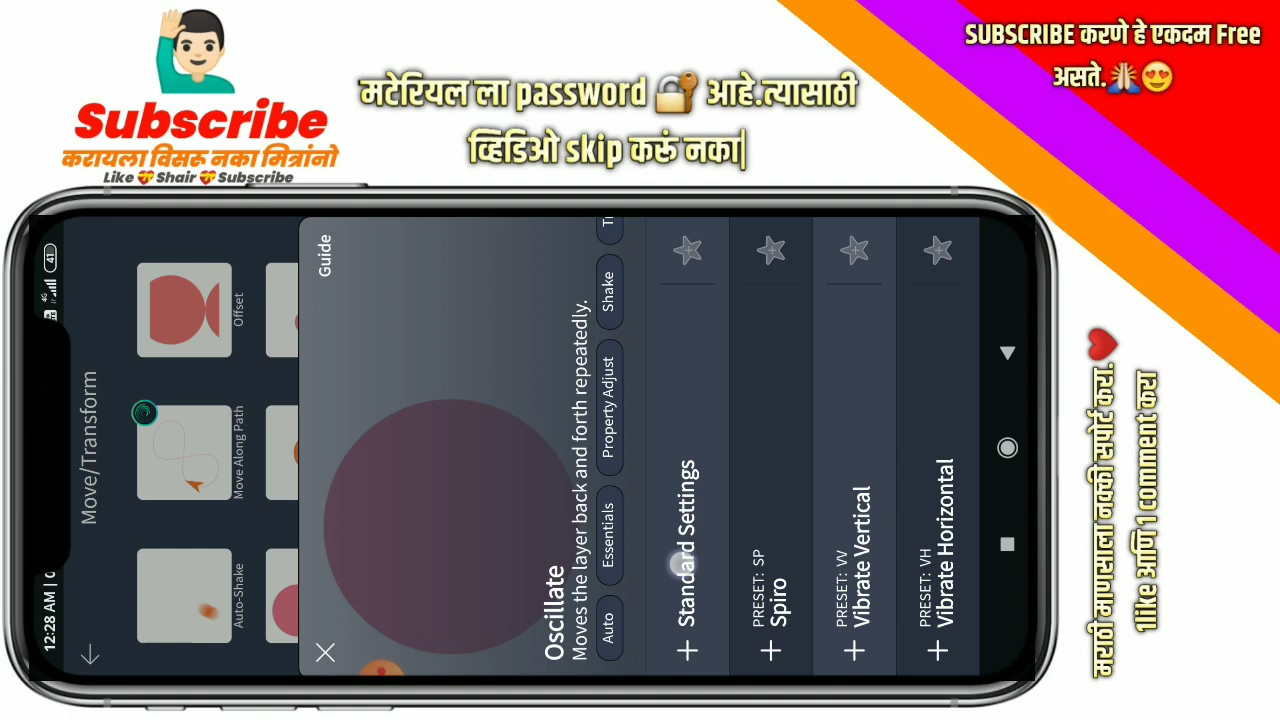 Subscribe
करायला विसरू नका मित्रांनो
Like 💝 Shair 💝 Subscribe
मटेरियल ला password 🔐 आहे.त्यासाठी
व्हिडिओ skip करूं नका|
SUBSCRIBE करणे हे एकदम Free
असते.🙏😍
12:28 AM |
4G
41
Move/Transform
Offset
Move Along Path
Auto-Shake
Guide
Oscillate
Moves the layer back and forth repeatedly.
Auto
Essentials
Property Adjust
Shake
Standard Settings
PRESET: SP
Spiro
PRESET: VV
Vibrate Vertical
PRESET: VH
Vibrate Horizontal
मराठी माणसाला नक्की सपोर्ट करा.❤️
1like आणि 1 comment करा